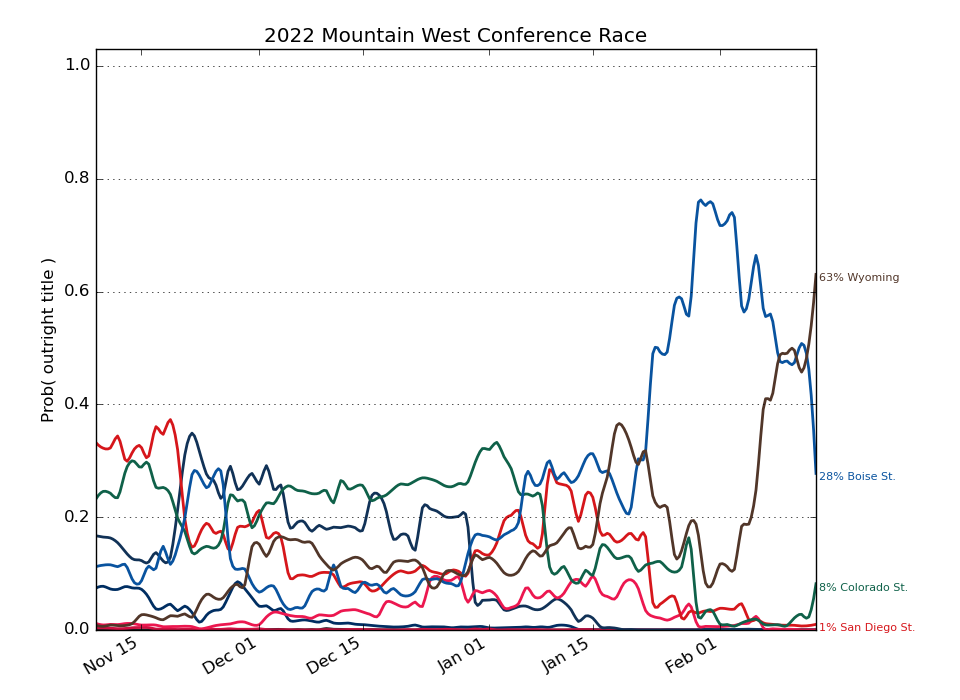 2022 Mountain West Conference Race
1.0
0.8
0.6
0.4
0.2
0.0
Prob( outright title )
63% Wyoming
28% Boise St.
8% Colorado St.
1% San Diego St.
Nov 15
Dec 01
Dec 15
Jan 01
Jan 15
Feb 01